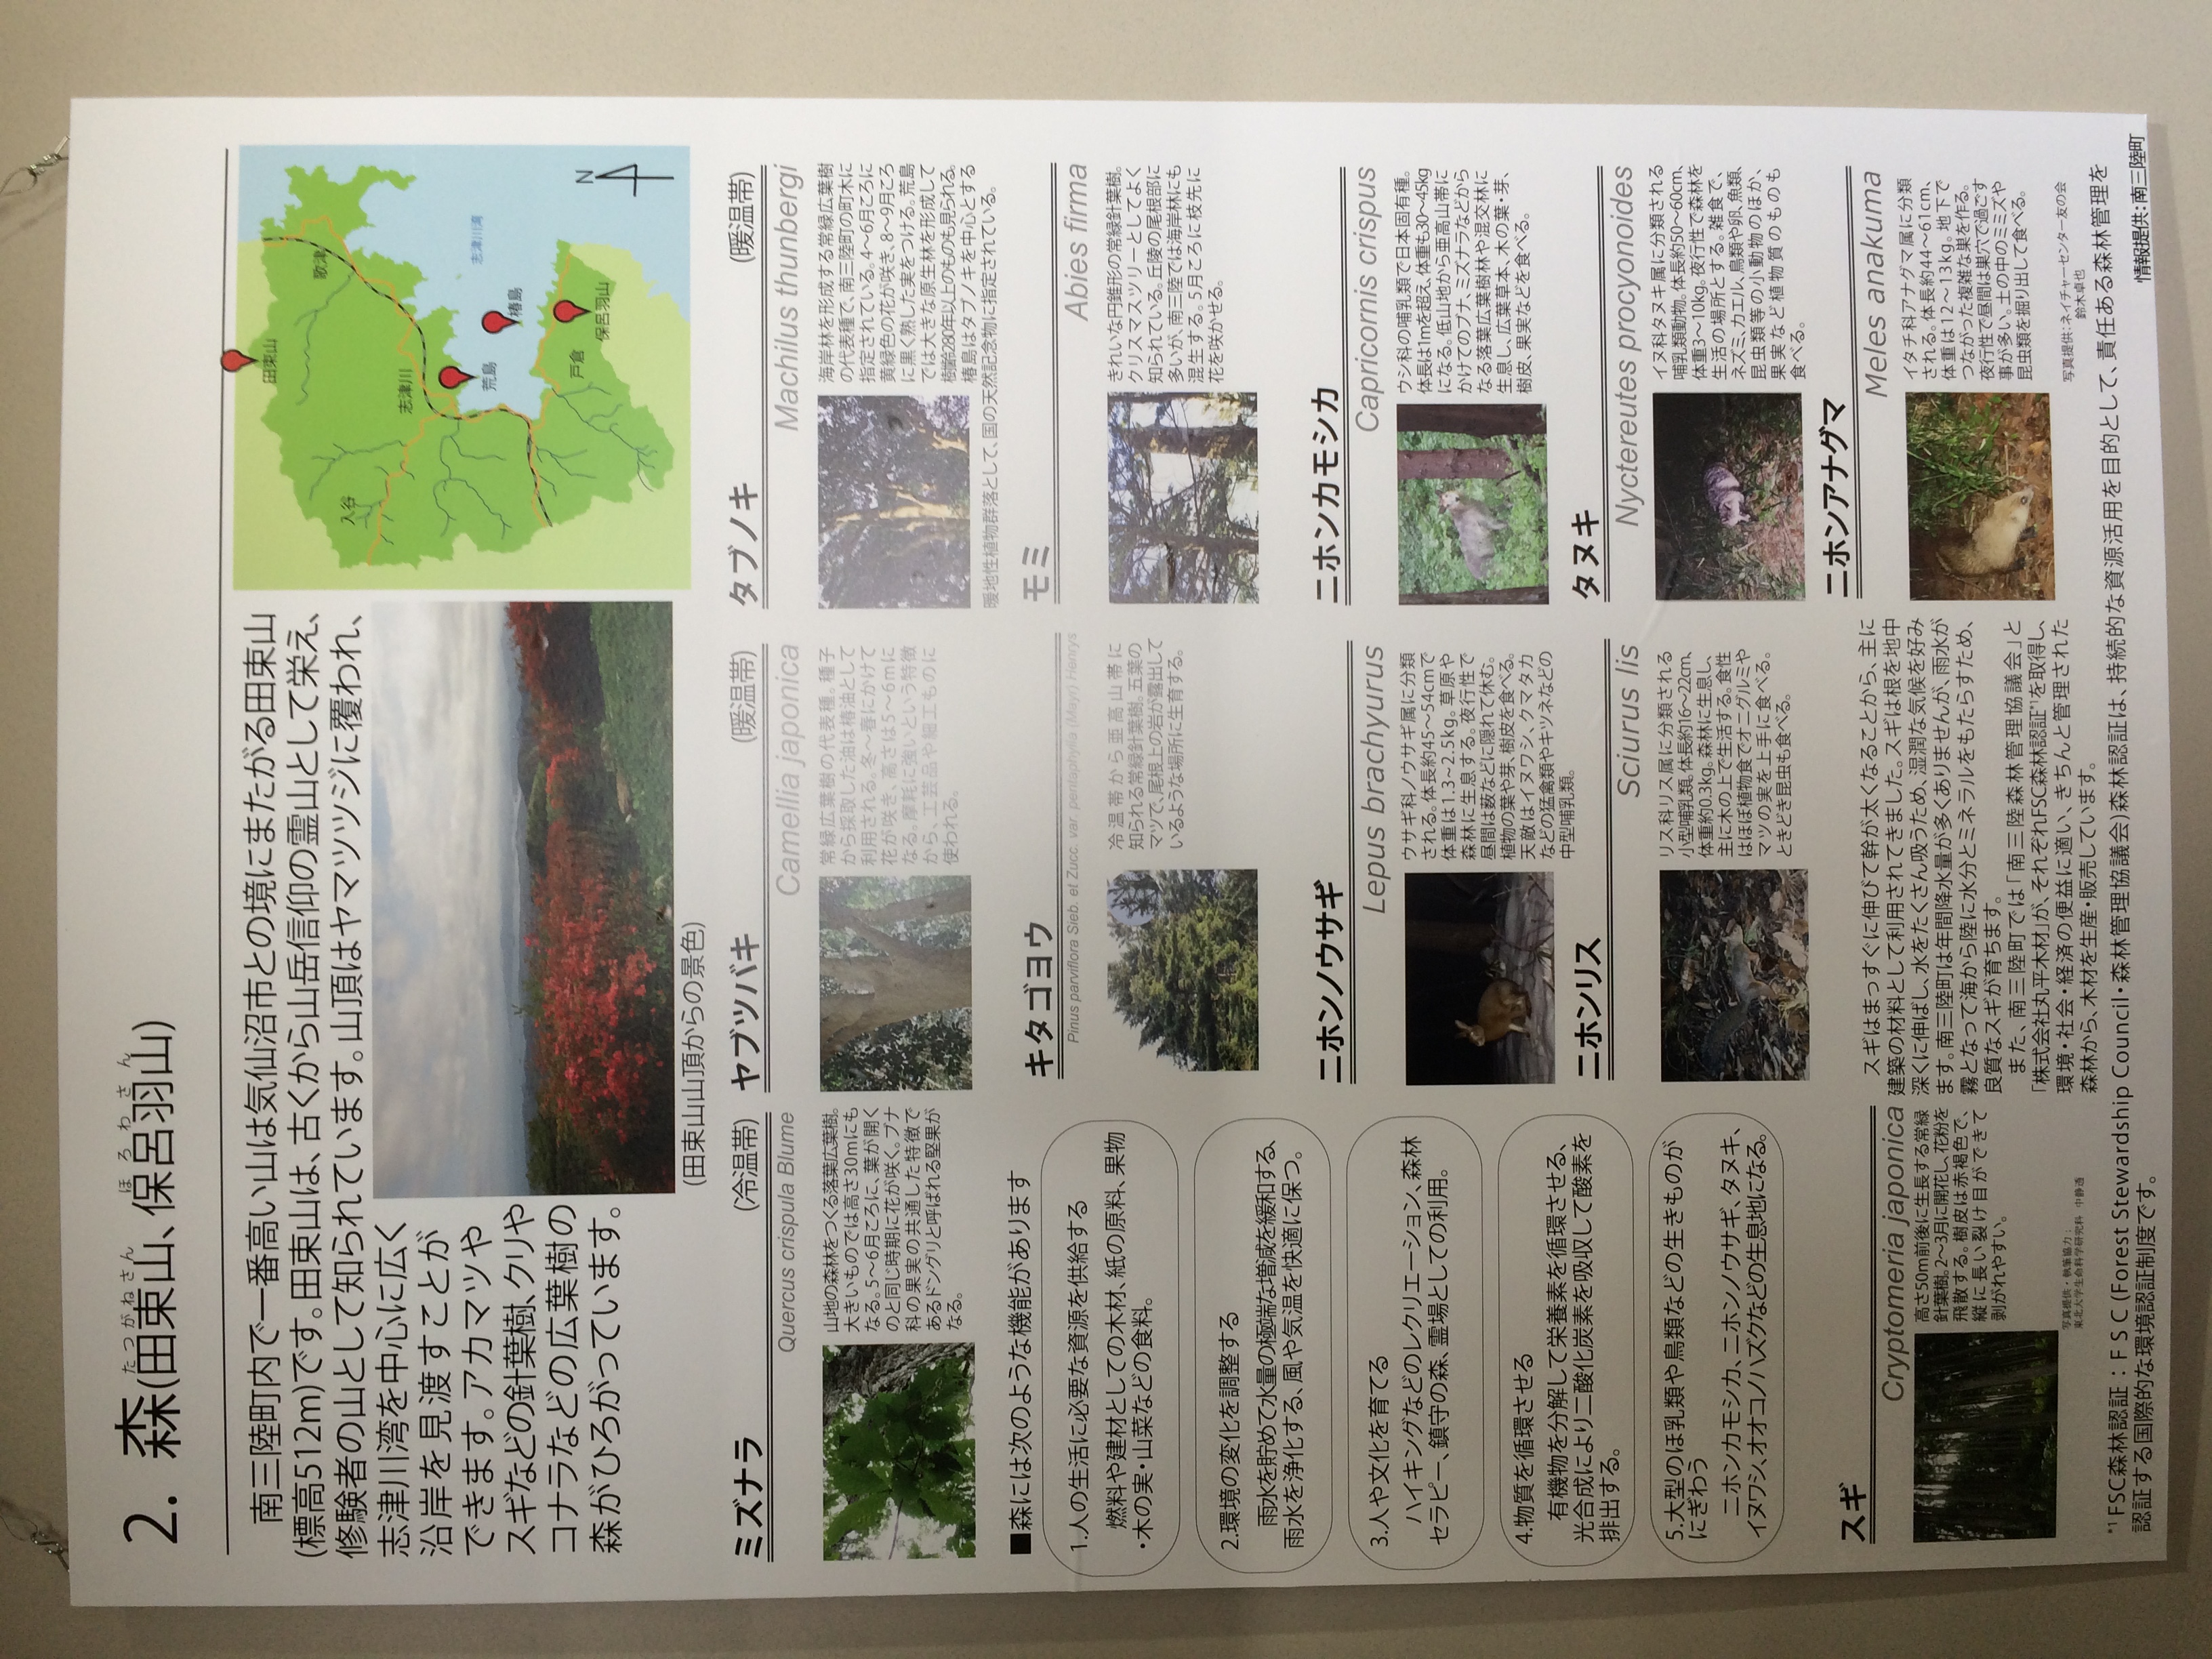 たつがねさん ほろわさん
2. 森(田束山、保呂羽山)
南三陸町内で一番高い山は気仙沼市との境にまたがる田束山
(標高512m)です。田束山は、古くから山岳信仰の霊山として栄え、
修験者の山として知られています。山頂はヤマツツジに覆われ、
志津川湾を中心に広く
沿岸を見渡すことが
できます。アカマツや
スギなどの針葉樹、クリや
コナラなどの広葉樹の
森がひろがっています。
(田束山山頂からの景色)
田束山
歌津
入谷
志津川
荒島
志津川湾
椿島
戸倉
保呂羽山
N
ミズナラ (冷温帯)
Quercus crispula Blume
山地の森林をつくる落葉広葉樹。
大きいものでは高さ30mにも
なる。5〜6月ころに、葉が開く
のと同じ時期に花が咲く。ブナ
科の果実の共通した特徴で
あるドングリと呼ばれる堅果が
なる。
ヤブツバキ (暖温帯)
Camellia japonica
常緑広葉樹の代表種。種子
から採取した油は椿油として
利用される。冬〜春にかけて
花が咲き、高さは5〜6mに
なる。摩耗に強いという特徴
から、工芸品や細工ものに
使われる。
タブノキ (暖温帯)
Machilus thunbergi
海岸林を形成する常緑広葉樹
の代表種で、南三陸町の町木に
指定されている。4〜6月ころに
黄緑色の花が咲き、8〜9月ころ
に黒く熟した実をつける。荒島
では大きな原生林を形成して
樹齢280年以上のものも見られる。
椿島はタブノキを中心とする
暖地性植物群落として、国の天然記念物に指定されている。
■森には次のような機能があります
1.人の生活に必要な資源を供給する
燃料や建材としての木材、紙の原料、果物
・木の実・山菜などの食料。
2.環境の変化を調整する
雨水を貯めて水量の極端な増減を緩和する、
雨水を浄化する、風や気温を快適に保つ。
3.人や文化を育てる
ハイキングなどのレクリエーション、森林
セラピー、鎮守の森、霊場としての利用。
4.物質を循環させる
有機物を分解して栄養素を循環させる、
光合成により二酸化炭素を吸収して酸素を
排出する。
5.大型のほ乳類や鳥類などの生きものが
にぎわう
ニホンカモシカ、ニホンノウサギ、タヌキ、
イヌワシ、オオコノハズクなどの生息地になる。
キタゴヨウ
Pinus parviflora Sieb. et Zucc. var. pentaphylla (Mayr) Henrys
冷温帯から亜高山帯に
知られる常緑針葉樹。五葉の
マツで、尾根上の岩が露出して
いるような場所に生育する。
モミ
Abies firma
きれいな円錐形の常緑針葉樹。
クリスマスツリーとしてよく
知られている。丘陵の尾根部に
多いが、南三陸では海岸林にも
混生する。5月ころに枝先に
花を咲かせる。
ニホンノウサギ
Lepus brachyurus
ウサギ科ノウサギ属に分類
される。体長約45〜54cmで
体重は1.3~2.5kg。草原や
森林に生息する。夜行性で
昼間は薮などに隠れて休む。
植物の葉や芽、樹皮を食べる。
天敵はイヌワシ、クマタカ
などの猛禽類やキツネなどの
中型哺乳類。
ニホンカモシカ
Capricornis crispus
ウシ科の哺乳類で日本固有種。
体長は1mを超え、体重も30〜45kg
になる。低山地から亜高山帯に
かけてのブナ、ミズナラなどから
なる落葉広葉樹林や混交林に
生息し、広葉草本、木の葉・芽、
樹皮、果実などを食べる。
ニホンリス
Sciurus lis
リス科リス属に分類される
小型哺乳類。体長約16〜22cm、
体重約0.3kg。森林に生息し、
主に木の上で生活する。食性
はほぼ植物食でオニグルミや
マツの実を上手に食べる。
ときどき昆虫も食べる。
タヌキ
Nyctereutes procyonoides
イヌ科タヌキ属に分類される
哺乳類動物。体長約50〜60cm、
体重3〜10kg。夜行性で森林を
生活の場所とする。雑食で、
ネズミ、カエル、鳥類や卵、魚類、
昆虫類等の小動物のほか、
果実など植物質のものも
食べる。
スギ
Cryptomeria japonica
高さ50m前後に生長する常緑
針葉樹。2〜3月に開花し、花粉を
飛散する。樹皮は赤褐色で、
縦に長い裂け目ができて
剥がれやすい。
写真提供・執筆協力：
東北大学生命科学研究科 中静透
スギはまっすぐに伸びて幹が太くなることから、主に
建築の材料として利用されてきました。スギは根を地中
深くに伸ばし、水をたくさん吸うため、湿潤な気候を好み
ます。南三陸町は年間降水量が多くありませんが、雨水が
霧となって海から陸に水分とミネラルをもたらすため、
良質なスギが育ちます。
また、南三陸町では「南三陸森林管理協議会」と
「株式会社丸平木材」が、それぞれFSC森林認証*1を取得し、
環境・社会・経済の便益に適い、きちんと管理された
森林から、木材を生産・販売しています。
ニホンアナグマ
Meles anakuma
イタチ科アナグマ属に分類
される。体長約44〜61cm、
体重は12〜13kg。地下で
つながった複雑な巣を作る。
夜行性で昼間は巣穴で過ごす
事が多い。土の中のミミズや
昆虫類を掘り出して食べる。
写真提供：ネイチャーセンター友の会
鈴木卓也
*1 FSC森林認証：ＦＳＣ(Forest Stewardship Council・森林管理協議会)森林認証は、持続的な資源活用を目的として、責任ある森林管理を
認証する国際的な環境認証制度です。
情報提供：南三陸町